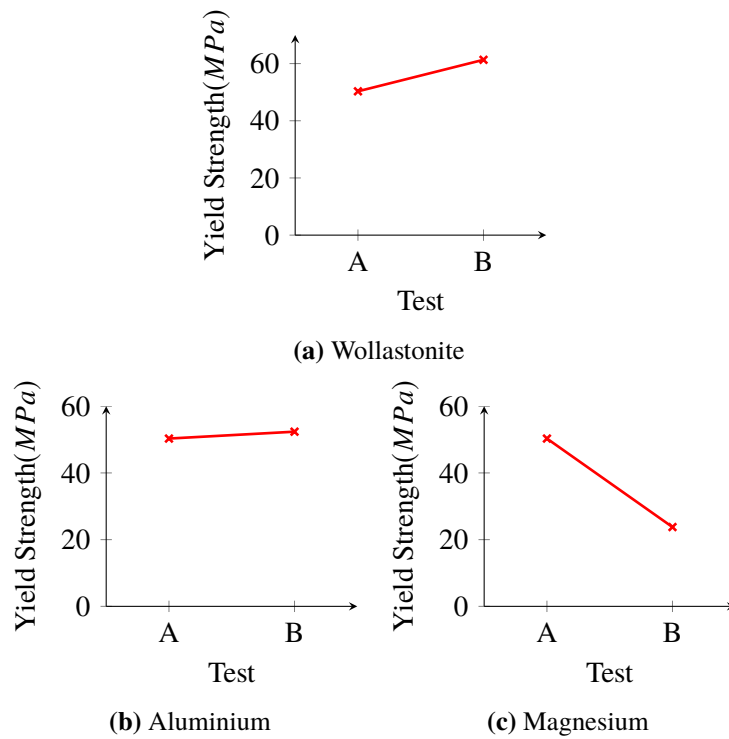 60
40
20
0
Yield Strength(MPa)
A B
Test
(a) Wollastonite
60
40
20
0
Yield Strength(MPa)
A B
Test
(b) Aluminium
60
40
20
0
Yield Strength(MPa)
A B
Test
(c) Magnesium